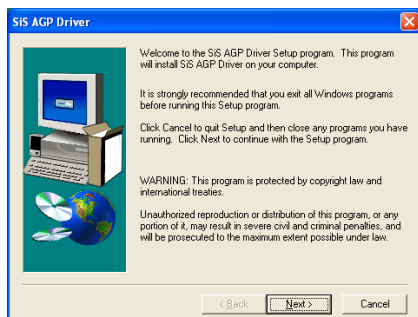 SiS AGP Driver
Welcome to the SiS AGP Driver Setup program. This program
will install SiS AGP Driver on your computer.
It is strongly recommended that you exit all Windows programs
before running this Setup program.
Click Cancel to quit Setup and then close any programs you have
running. Click Next to continue with the Setup program.
WARNING: This program is protected by copyright law and
international treaties.
Unauthorized reproduction or distribution of this program, or any
portion of it, may result in severe civil and criminal penalties, and
will be prosecuted to the maximum extent possible under law.
< Back Next > Cancel